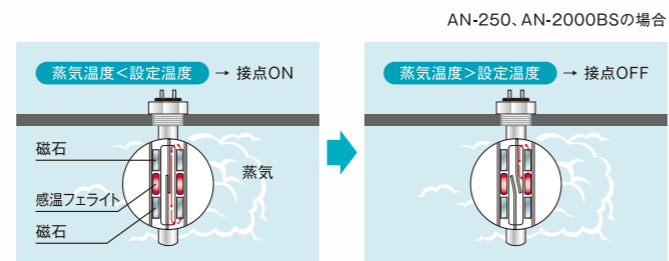 AN-250、AN-2000BSの場合
蒸気温度＜設定温度 → 接点ON
蒸気温度＞設定温度 → 接点OFF
磁石
蒸気
感温フェライト
磁石